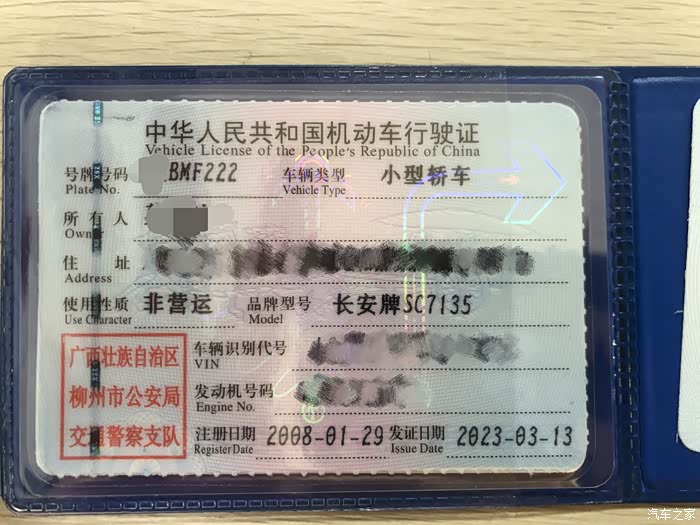 中华人民共和国机动车行驶证
Vehicle License of the People's Republic of China
号牌号码 BMF222 车辆类型 小型轿车
Plate No. Vehicle Type
所有人
Owner
住址
Address
使用性质 非营运 品牌型号 长安牌SC7135
Use Character Model
广西壮族自治区
柳州市公安局
交通警察支队
车辆识别代号
VIN
发动机号码
Engine No.
注册日期 2008-01-29 发证日期 2023-03-13
Register Date Issue Date
汽车之家